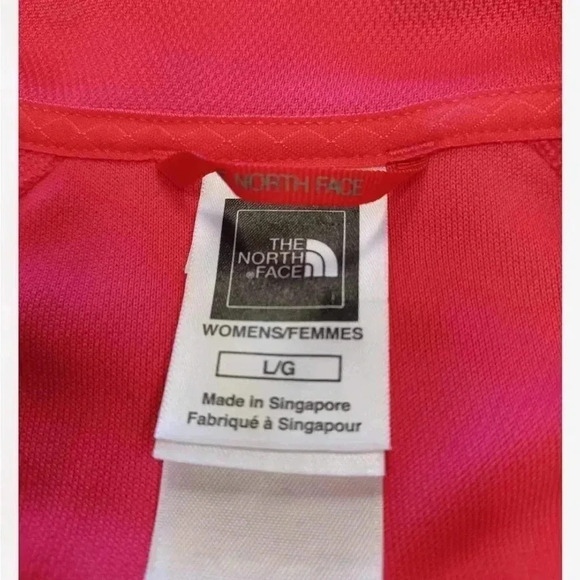 NORTH FACE
THE
NORTH
FACE
WOMENS/FEMMES
L/G
Made in Singapore
Fabriqué à Singapour